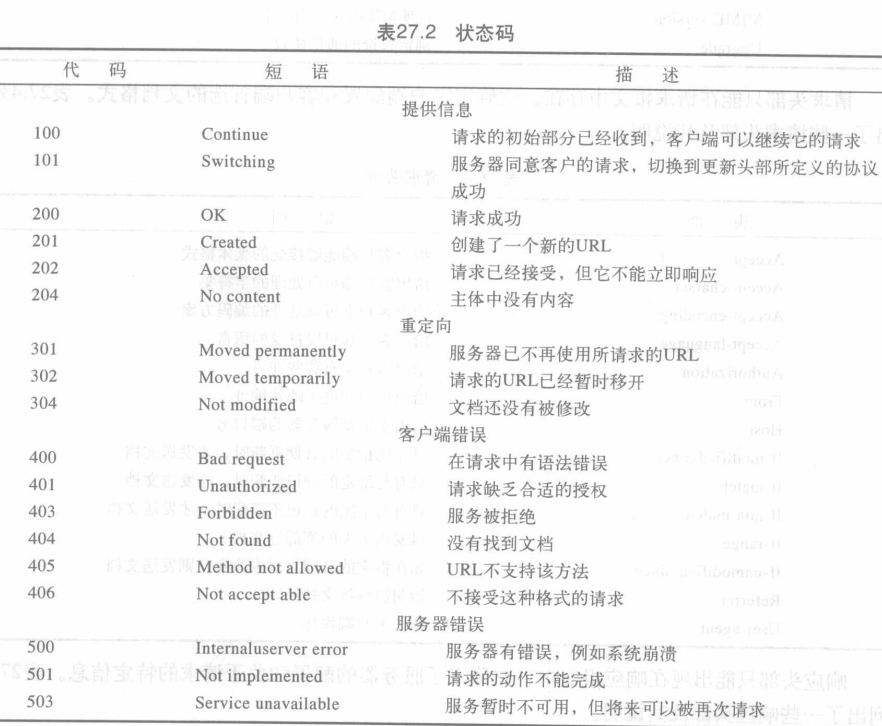 表27.2 状态码
代 码 短 语 描 述
提供信息
100 Continue 请求的初始部分已经收到，客户端可以继续它的请求
101 Switching 服务器同意客户的请求，切换到更新头部所定义的协议
成功
200 OK 请求成功
201 Created 创建了一个新的URL
202 Accepted 请求已经接受，但它不能立即响应
204 No content 主体中没有内容
重定向
301 Moved permanently 服务器已不再使用所请求的URL
302 Moved temporarily 请求的URL已经暂时移开
304 Not modified 文档还没有被修改
客户端错误
400 Bad request 在请求中有语法错误
401 Unauthorized 请求缺乏合适的授权
403 Forbidden 服务被拒绝
404 Not found 没有找到文档
405 Method not allowed URL不支持该方法
406 Not accept able 不接受这种格式的请求
服务器错误
500 Internaluser error 服务器有错误，例如系统崩溃
501 Not implemented 请求的动作不能完成
503 Service unavailable 服务暂时不可用，但将来可以被再次请求